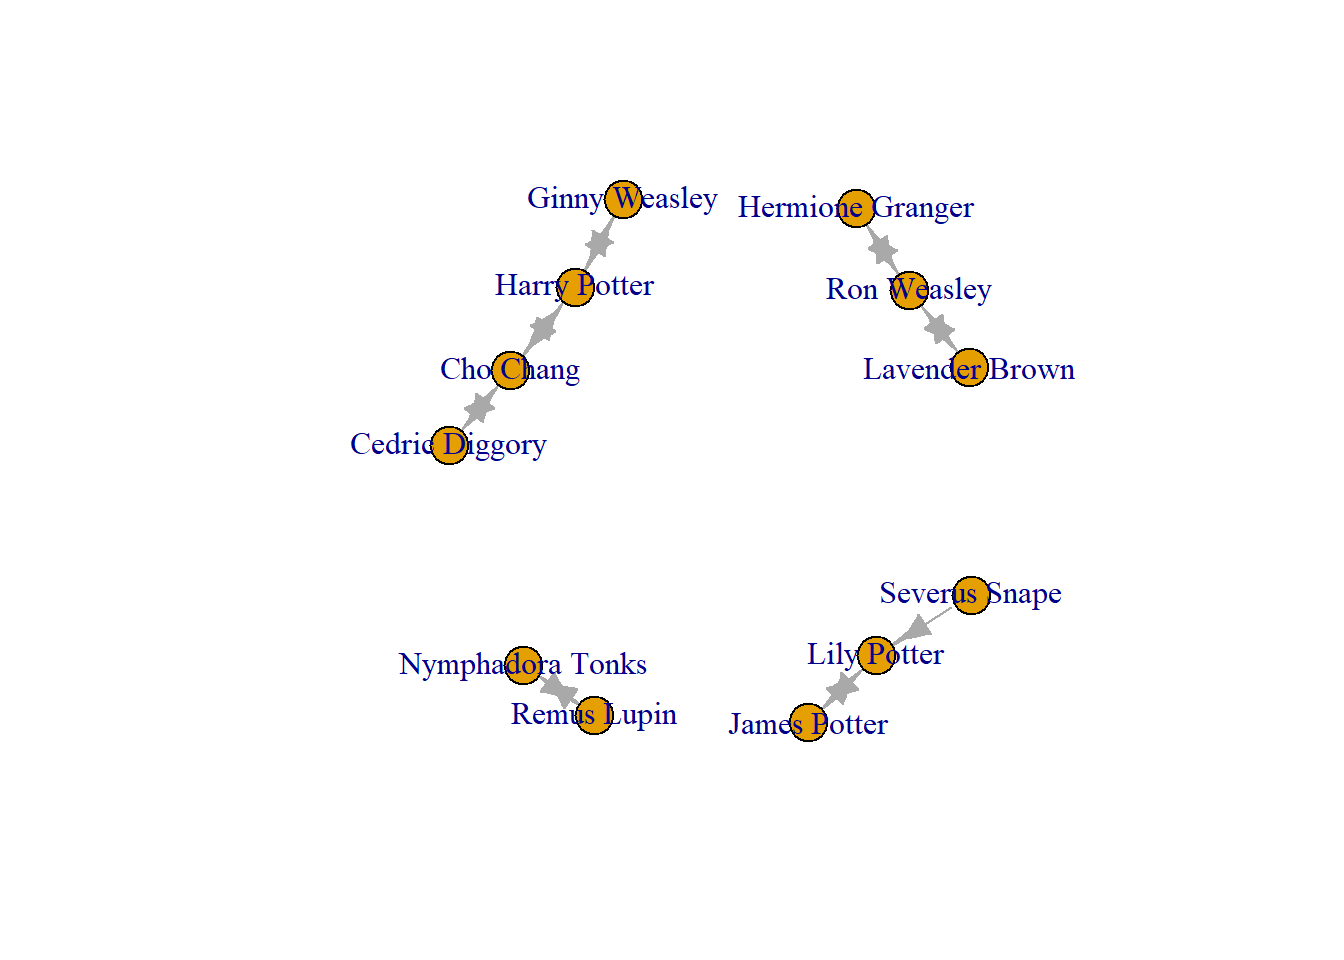 Ginny Weasley
Hermione Granger
Harry Potter
Ron Weasley
Cho Chang
Lavender Brown
Cedric Diggory
Severus Snape
Lily Potter
Nymphadora Tonks
Remus Lupin
James Potter